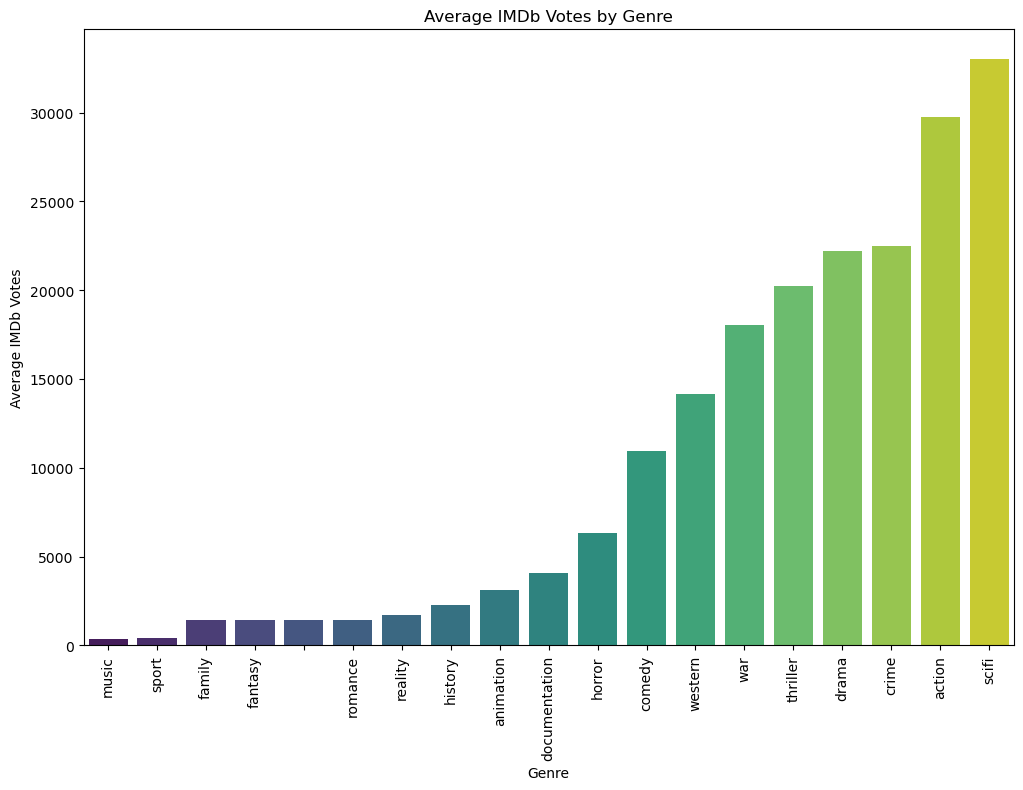 Average IMDb Votes by Genre
Average IMDb Votes
30000
25000
20000
15000
10000
5000
0
music
sport
family
fantasy
romance
reality
history
animation
documentation
horror
comedy
western
war
thriller
drama
crime
action
scifi
Genre